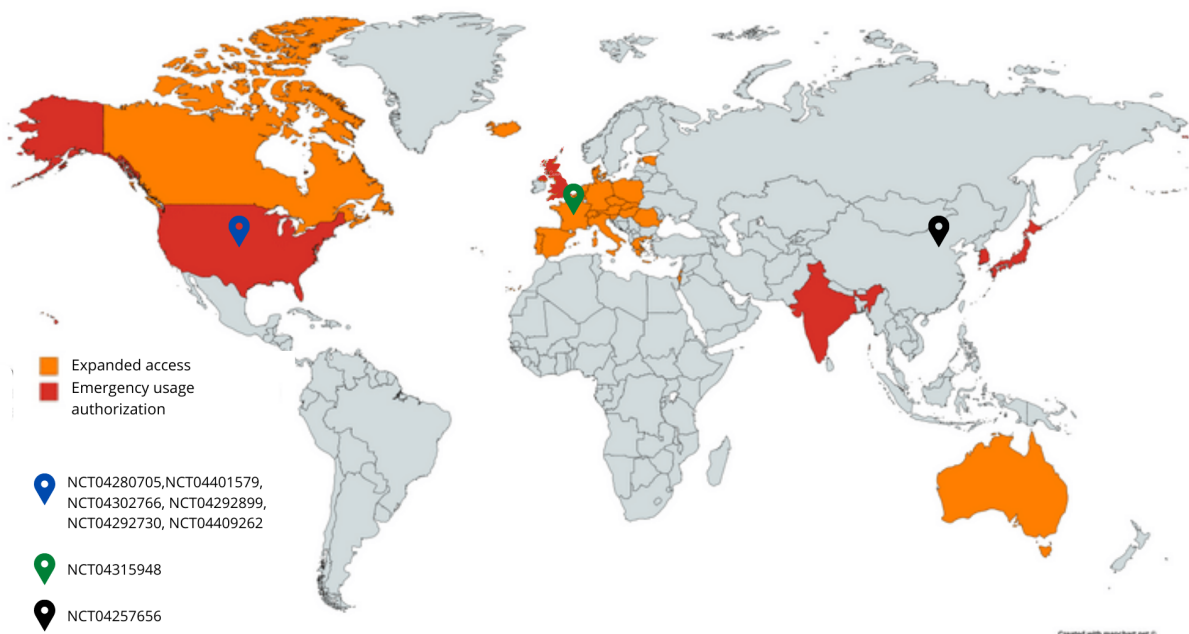 Expanded access
Emergency usage
authorization
NCT04280705,NCT04401579,
NCT04302766, NCT04292899,
NCT04292730, NCT04409262
NCT04315948
NCT04257656